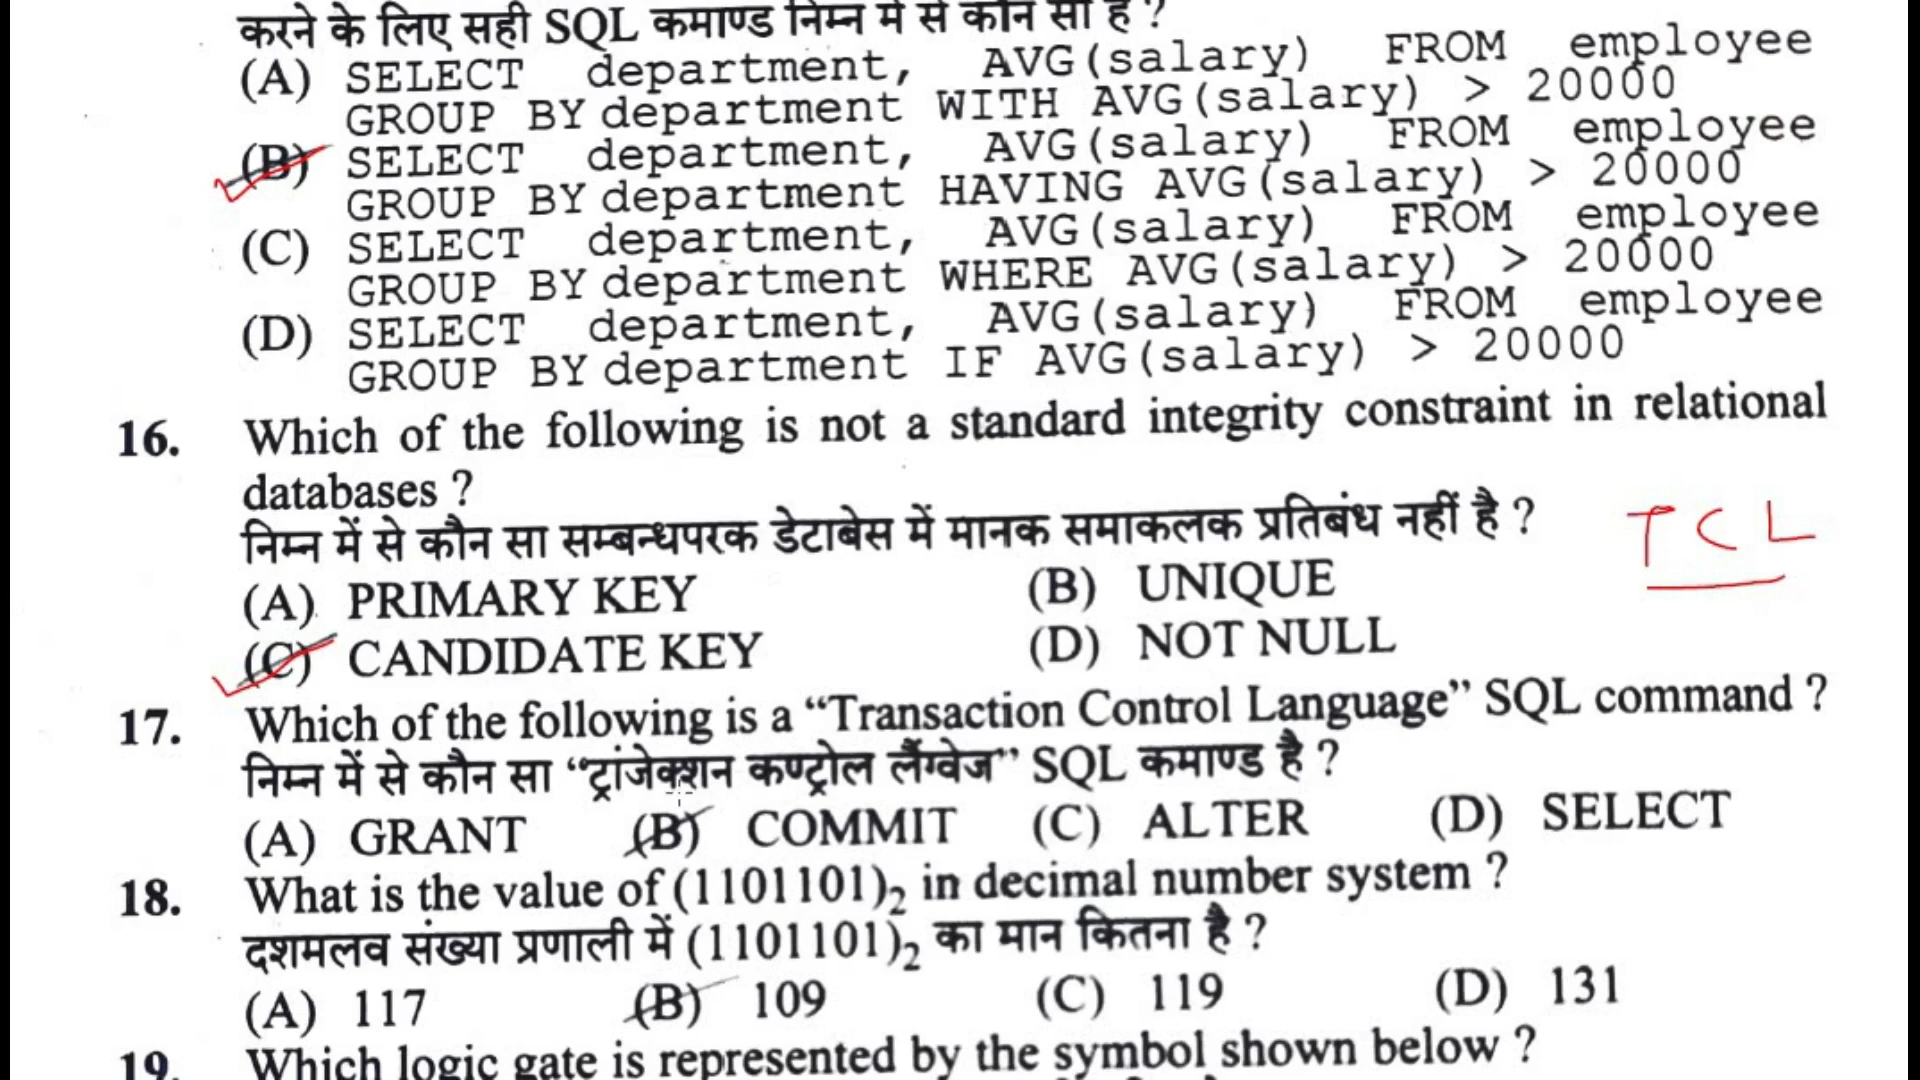 करने के लिए सही SQL कमाण्ड निम्न में से कौन सा है ?
(A) SELECT department, AVG(salary) FROM employee
GROUP BY department WITH AVG(salary) > 20000
(B) SELECT department, AVG(salary) FROM employee
GROUP BY department HAVING AVG(salary) > 20000
(C) SELECT department, AVG(salary) FROM employee
GROUP BY department WHERE AVG(salary) > 20000
(D) SELECT department, AVG(salary) FROM employee
GROUP BY department IF AVG(salary) > 20000
16. Which of the following is not a standard integrity constraint in relational
databases ?
निम्न में से कौन सा सम्बन्धपरक डेटाबेस में मानक समाकलक प्रतिबंध नहीं है ?
TCL
(A) PRIMARY KEY (B) UNIQUE
(C) CANDIDATE KEY (D) NOT NULL
17. Which of the following is a “Transaction Control Language” SQL command ?
निम्न में से कौन सा “ट्रांजेक्शन कण्ट्रोल लैंग्वेज” SQL कमाण्ड है ?
(A) GRANT (B) COMMIT (C) ALTER (D) SELECT
18. What is the value of (1101101)₂ in decimal number system ?
दशमलव संख्या प्रणाली में (1101101)₂ का मान कितना है ?
(A) 117 (B) 109 (C) 119 (D) 131
19. Which logic gate is represented by the symbol shown below ?